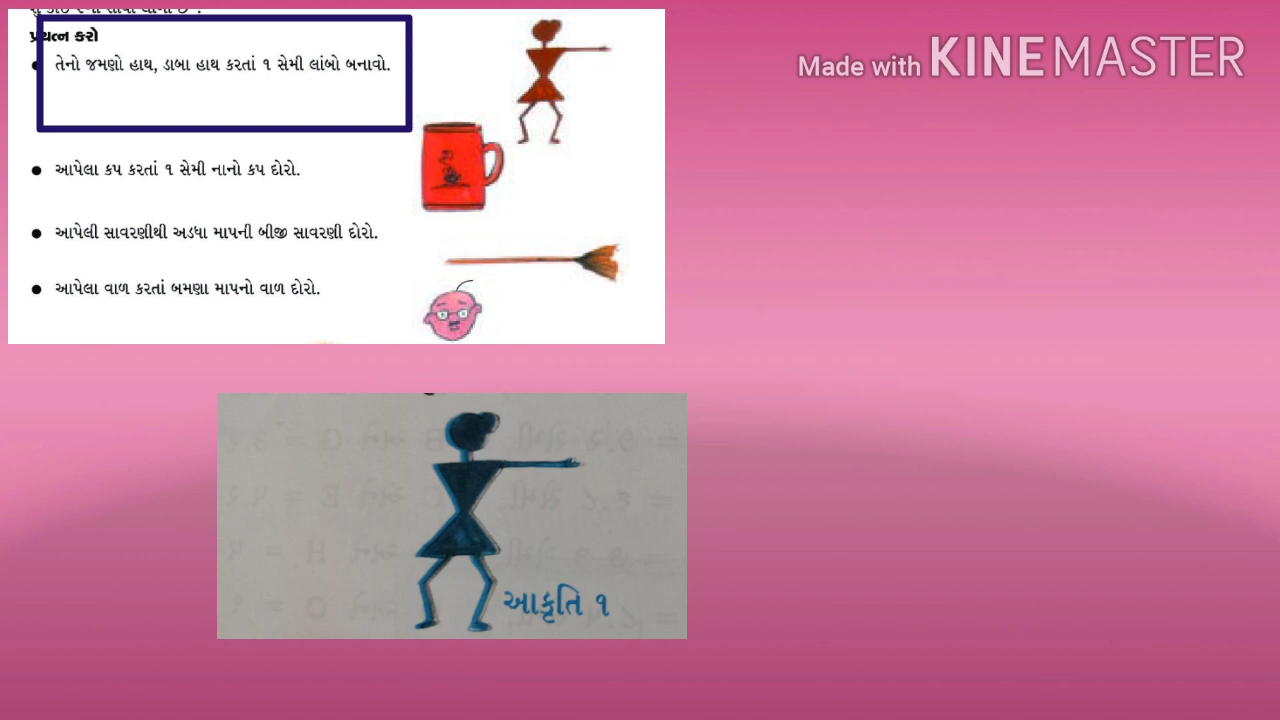 Made with KINEMASTER
પ્રયત્ન કરો
તેનો જમણો હાથ, ડાબા હાથ કરતાં ૧ સેમી લાંબો બનાવો.
આપેલા કપ કરતાં ૧ સેમી નાનો કપ દોરો.
આપેલી સાવરણીથી અડધા માપની બીજી સાવરણી દોરો.
આપેલા વાળ કરતાં બમણા માપનો વાળ દોરો.
આકૃતિ ૧